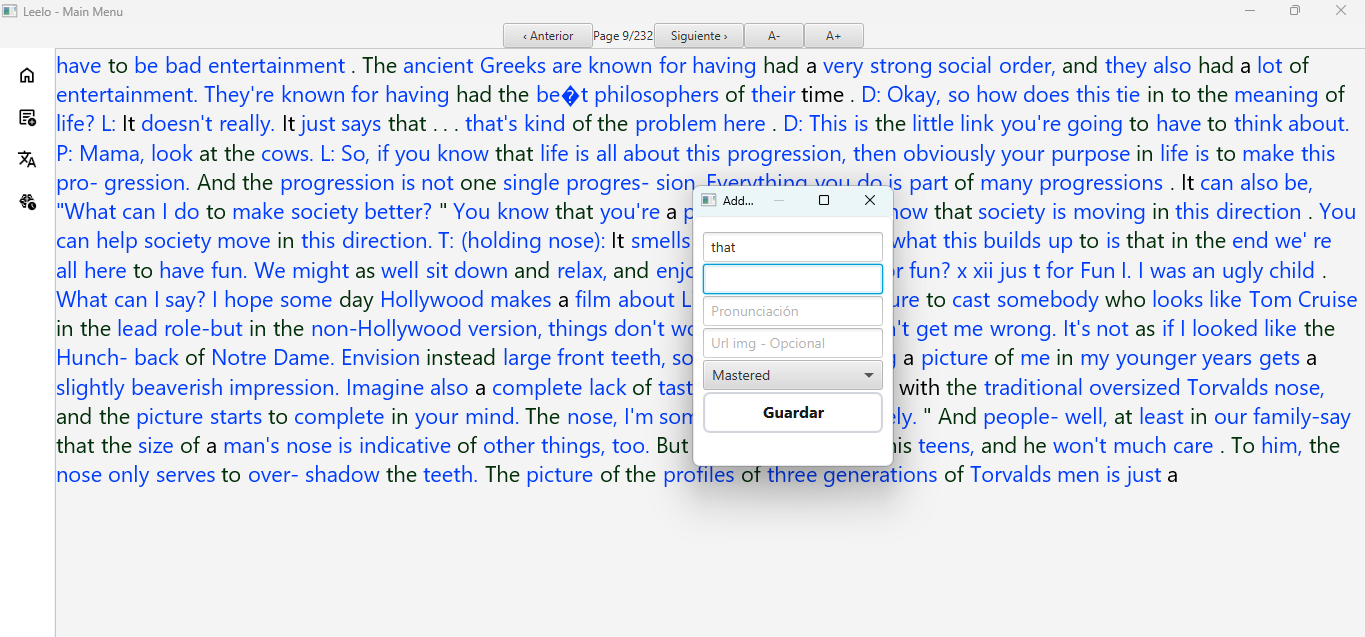 Leelo - Main Menu
‹ Anterior Page 9/232 Siguiente › A- A+
have to be bad entertainment . The ancient Greeks are known for having had a very strong social order, and they also had a lot of
entertainment. They're known for having had the be�t philosophers of their time . D: Okay, so how does this tie in to the meaning of
life? L: It doesn't really. It just says that . . . that's kind of the problem here . D: This is the little link you're going to have to think about.
P: Mama, look at the cows. L: So, if you know that life is all about this progression, then obviously your purpose in life is to make this
pro- gression. And the progression is not one single progres- sion. Everything you do is part of many progressions . It can also be,
"What can I do to make society better? " You know that you're a p now that society is moving in this direction . You
can help society move in this direction. T: (holding nose): It smells what this builds up to is that in the end we' re
all here to have fun. We might as well sit down and relax, and enjo r fun? x xii jus t for Fun I. I was an ugly child .
What can I say? I hope some day Hollywood makes a film about L ure to cast somebody who looks like Tom Cruise
in the lead role-but in the non-Hollywood version, things don't wo 't get me wrong. It's not as if I looked like the
Hunch- back of Notre Dame. Envision instead large front teeth, so a picture of me in my younger years gets a
slightly beaverish impression. Imagine also a complete lack of tast with the traditional oversized Torvalds nose,
and the picture starts to complete in your mind. The nose, I'm som ely. " And people- well, at least in our family-say
that the size of a man's nose is indicative of other things, too. But his teens, and he won't much care . To him, the
nose only serves to over- shadow the teeth. The picture of the profiles of three generations of Torvalds men is just a
Add...
that
Pronunciación
Url img - Opcional
Mastered
Guardar